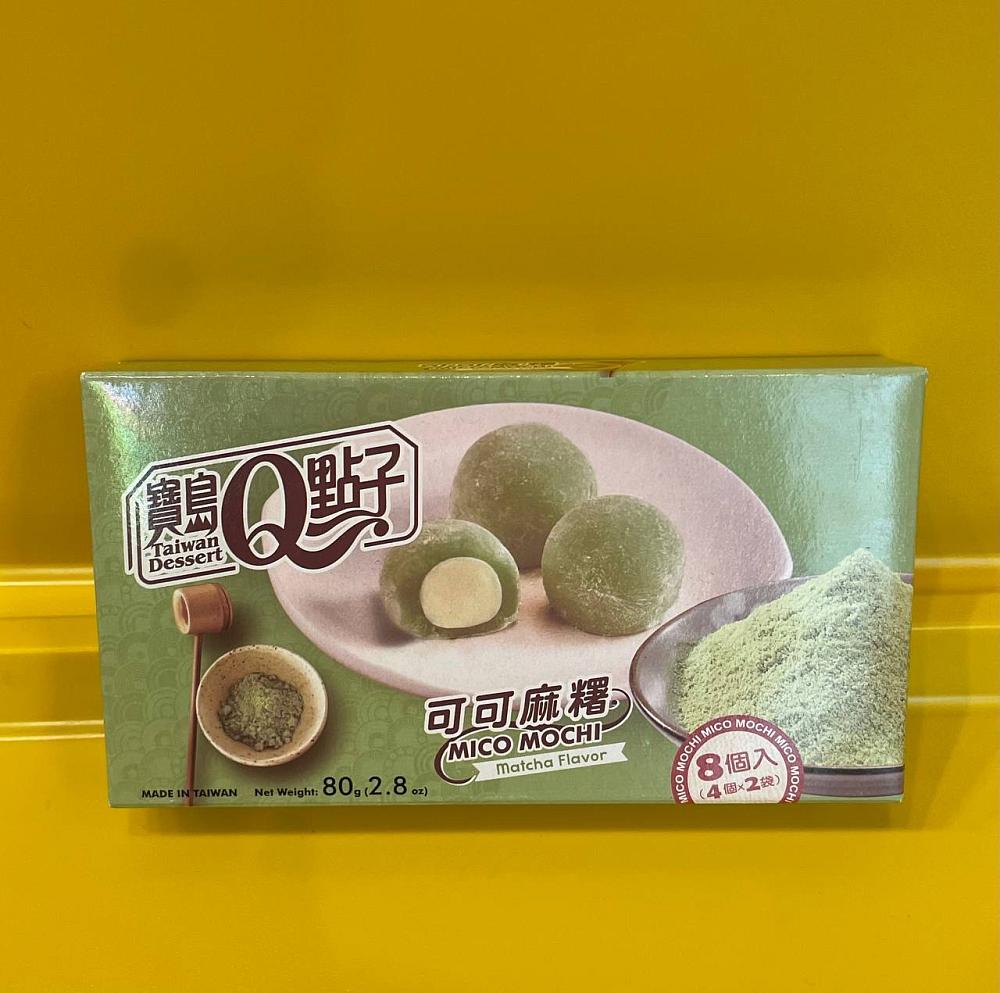 寶島Q點子
Taiwan
Dessert
可可麻糬
MICO MOCHI
Matcha Flavor
MICO MOCHI MICO MOCHI MICO MOCHI
8個入
(4個x2袋)
MADE IN TAIWAN Net Weight: 80g (2.8 oz)